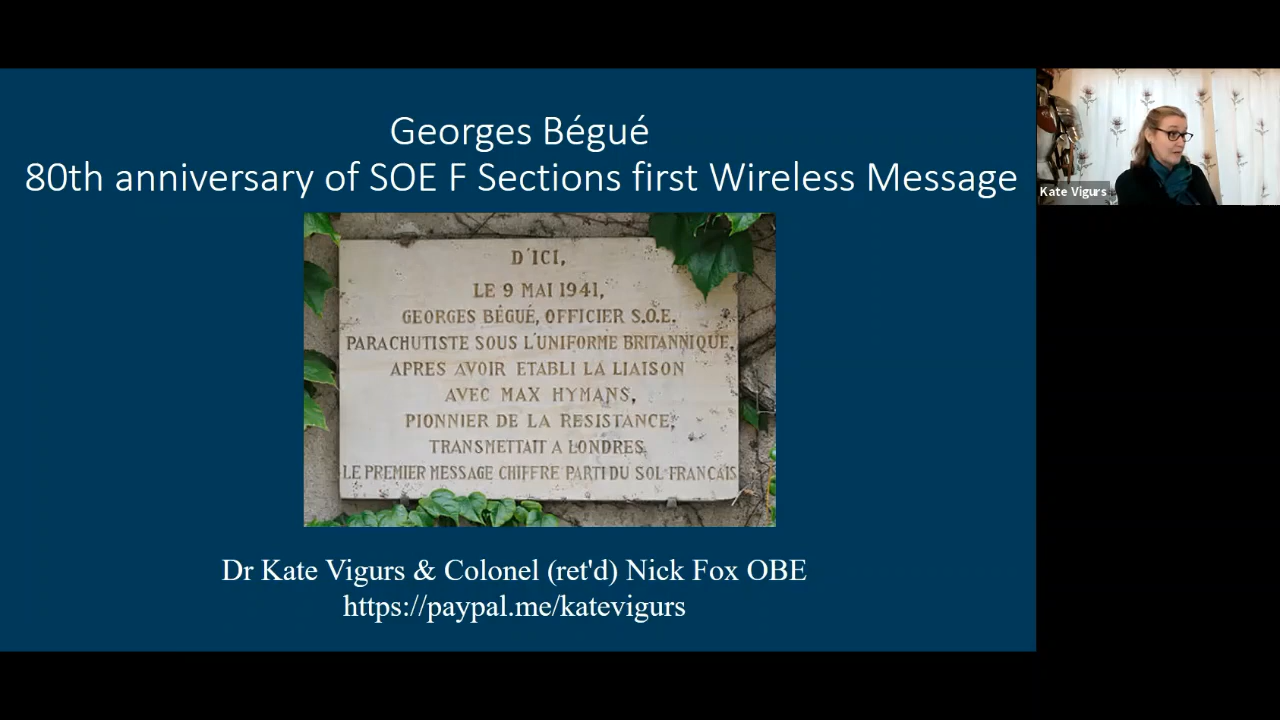 Georges Bégué
80th anniversary of SOE F Sections first Wireless Message
D'ICI,
LE 9 MAI 1941,
GEORGES BÉGUÉ, OFFICIER S.O.E.
PARACHUTISTE SOUS L'UNIFORME BRITANNIQUE,
APRES AVOIR ETABLI LA LIAISON
AVEC MAX HYMANS,
PIONNIER DE LA RESISTANCE,
TRANSMETTAIT A LONDRES
LE PREMIER MESSAGE CHIFFRE PARTI DU SOL FRANCAIS
Dr Kate Vigurs & Colonel (ret'd) Nick Fox OBE
https://paypal.me/katevigurs
Kate Vigurs